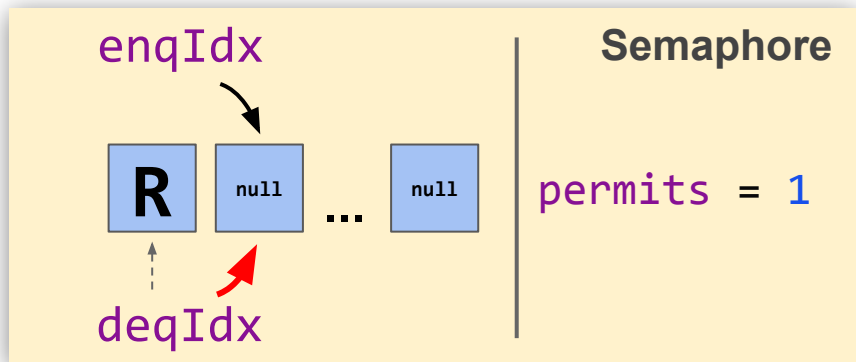 enqIdx
Semaphore
R null ... null
permits = 1
deqIdx